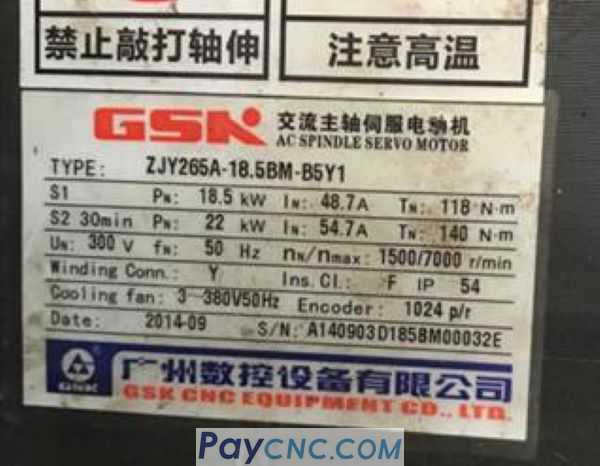 禁止敲打轴伸
注意高温
GSK 交流主轴伺服电动机
AC SPINDLE SERVO MOTOR
TYPE: ZJY265A-18.5BM-B5Y1
S1 PN: 18.5 kW IN: 48.7A TN: 118 N·m
S2 30min PN: 22 kW IN: 54.7A TN: 140 N·m
UN: 300 V fN: 50 Hz nN/nmax: 1500/7000 r/min
Winding Conn.: Y Ins.Cl.: F IP 54
Cooling fan: 3~380V50Hz Encoder: 1024 p/r
Date: 2014-09 S/N: A140903D185BM00032E
GSK 广州数控设备有限公司
GSK CNC EQUIPMENT CO., LTD.
PayCNC.COM